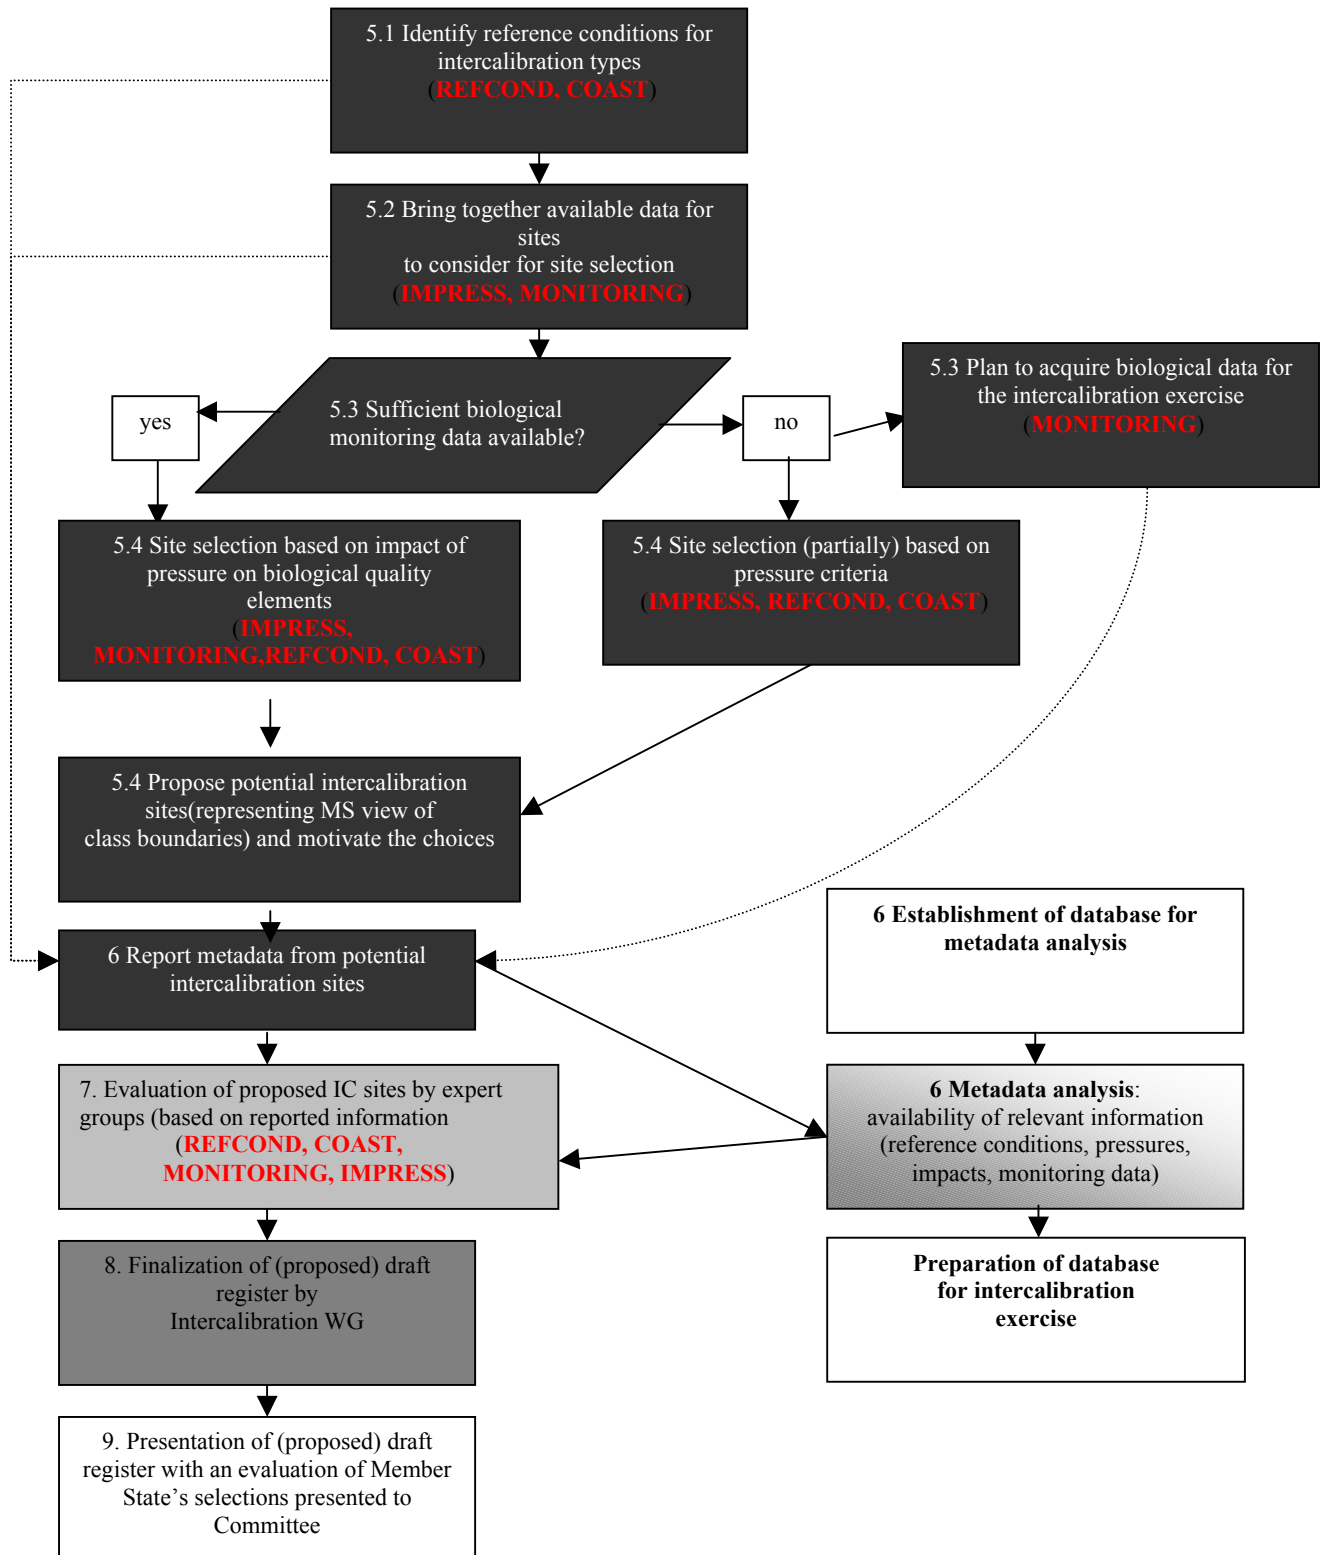 5.1 Identify reference conditions for
intercalibration types
(REFCOND, COAST)
5.2 Bring together available data for
sites
to consider for site selection
(IMPRESS, MONITORING)
5.3 Sufficient biological
monitoring data available?
yes
no
5.3 Plan to acquire biological data for
the intercalibration exercise
(MONITORING)
5.4 Site selection based on impact of
pressure on biological quality
elements
(IMPRESS,
MONITORING,REFCOND, COAST)
5.4 Site selection (partially) based on
pressure criteria
(IMPRESS, REFCOND, COAST)
5.4 Propose potential intercalibration
sites(representing MS view of
class boundaries) and motivate the choices
6 Report metadata from potential
intercalibration sites
6 Establishment of database for
metadata analysis
7. Evaluation of proposed IC sites by expert
groups (based on reported information
(REFCOND, COAST,
MONITORING, IMPRESS)
6 Metadata analysis:
availability of relevant information
(reference conditions, pressures,
impacts, monitoring data)
8. Finalization of (proposed) draft
register by
Intercalibration WG
Preparation of database
for intercalibration
exercise
9. Presentation of (proposed) draft
register with an evaluation of Member
State's selections presented to
Committee